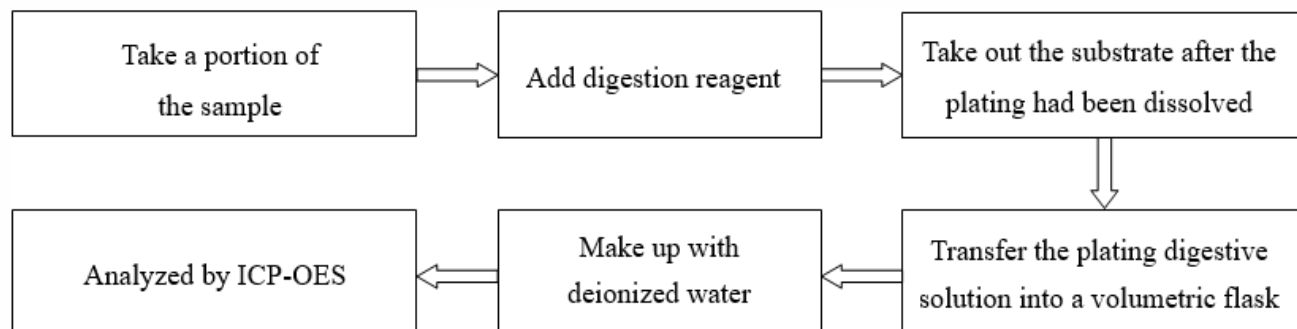 Take a portion of
the sample
Add digestion reagent
Take out the substrate after the
plating had been dissolved
Transfer the plating digestive
solution into a volumetric flask
Make up with
deionized water
Analyzed by ICP-OES